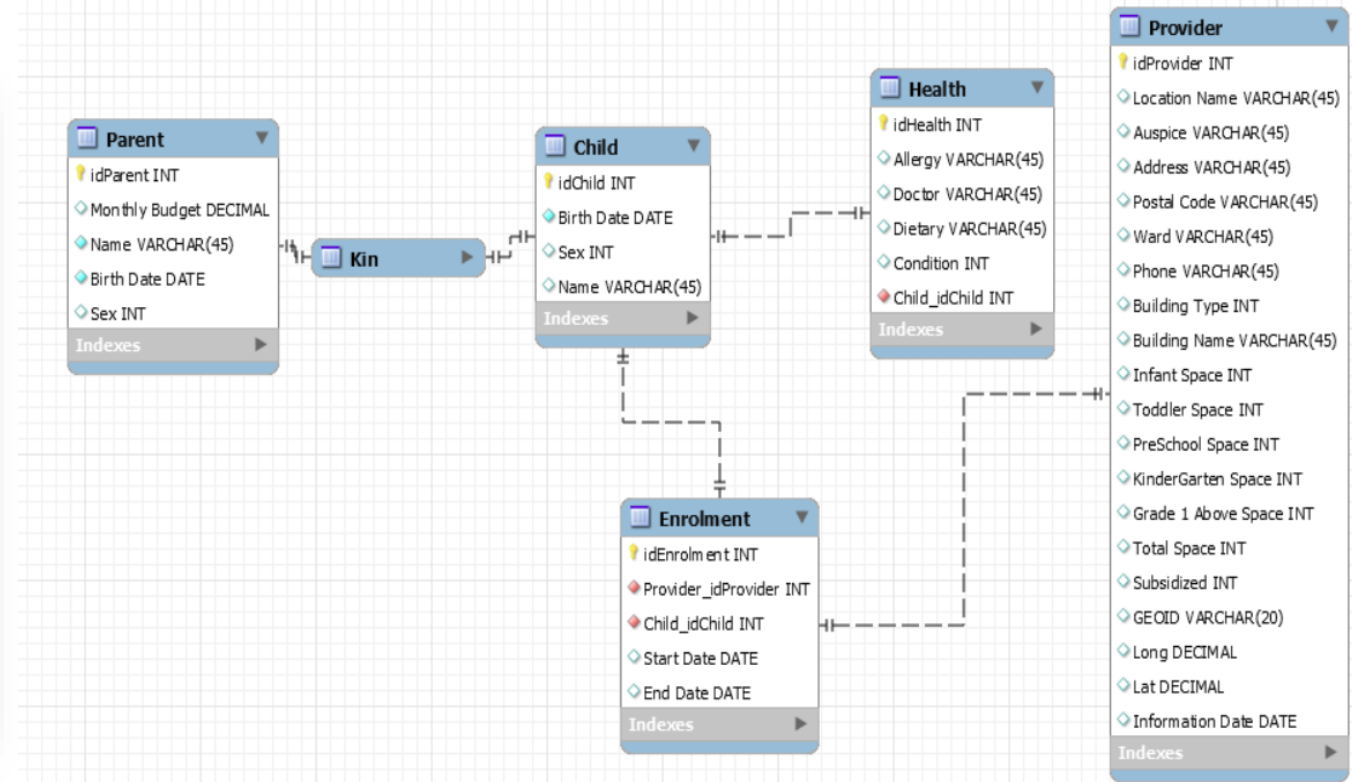 Parent
idParent INT
Monthly Budget DECIMAL
Name VARCHAR(45)
Birth Date DATE
Sex INT
Indexes
Kin
Child
idChild INT
Birth Date DATE
Sex INT
Name VARCHAR(45)
Indexes
Health
idHealth INT
Allergy VARCHAR(45)
Doctor VARCHAR(45)
Dietary VARCHAR(45)
Condition INT
Child_idChild INT
Indexes
Enrolment
idEnrolment INT
Provider_idProvider INT
Child_idChild INT
Start Date DATE
End Date DATE
Indexes
Provider
idProvider INT
Location Name VARCHAR(45)
Auspice VARCHAR(45)
Address VARCHAR(45)
Postal Code VARCHAR(45)
Ward VARCHAR(45)
Phone VARCHAR(45)
Building Type INT
Building Name VARCHAR(45)
Infant Space INT
Toddler Space INT
PreSchool Space INT
KinderGarten Space INT
Grade 1 Above Space INT
Total Space INT
Subsidized INT
GEOID VARCHAR(20)
Long DECIMAL
Lat DECIMAL
Information Date DATE
Indexes